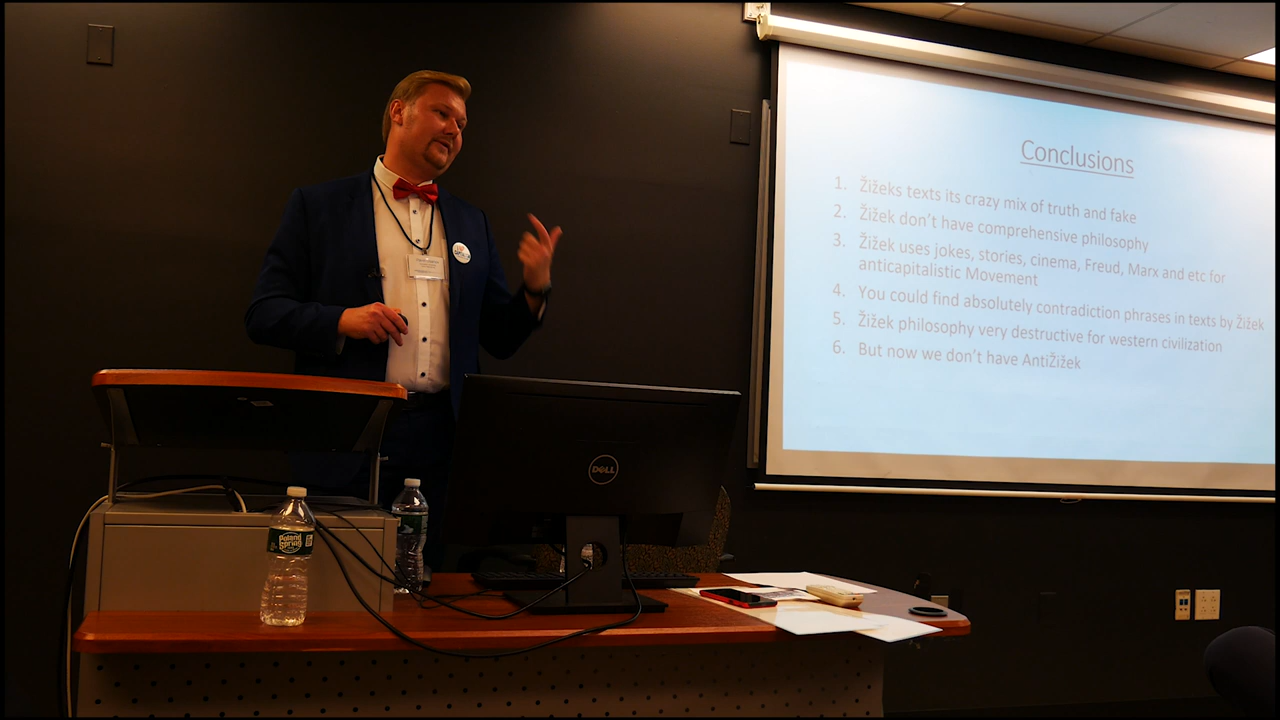 Conclusions
1. Žižeks texts its crazy mix of truth and fake
2. Žižek don't have comprehensive philosophy
3. Žižek uses jokes, stories, cinema, Freud, Marx and etc for
anticapitalistic Movement
4. You could find absolutely contradiction phrases in texts by Žižek
5. Žižek philosophy very destructive for western civilization
6. But now we don't have AntiŽižek
DELL
Poland
Spring